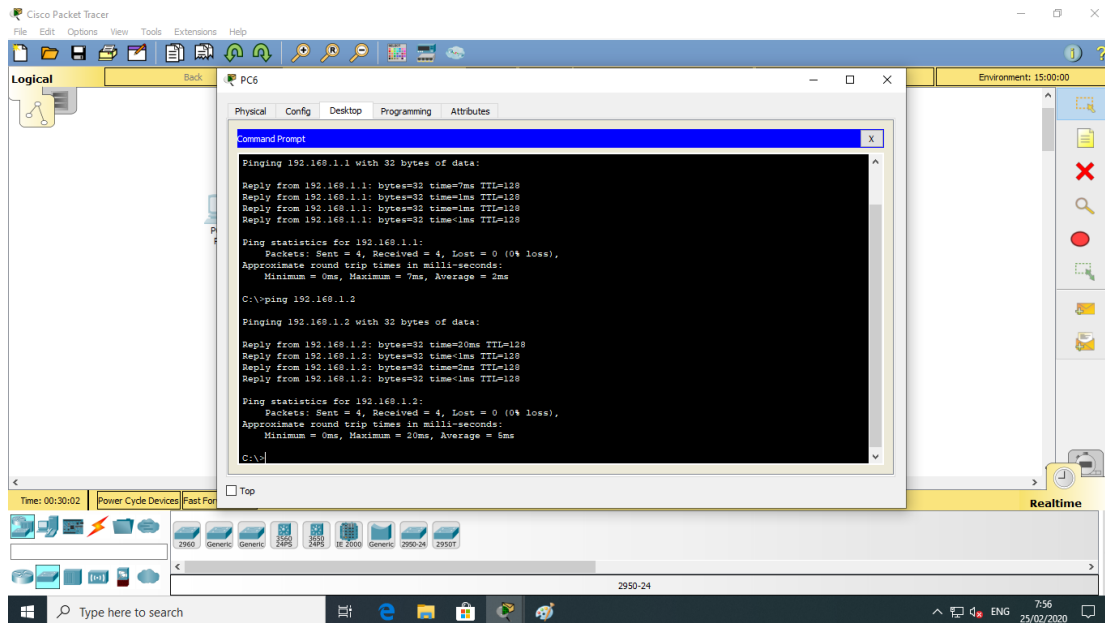 Cisco Packet Tracer
File Edit Options View Tools Extensions Help
Logical
Back
Environment: 15:00:00
PC6
Physical Config Desktop Programming Attributes
Command Prompt
X
Pinging 192.168.1.1 with 32 bytes of data:
Reply from 192.168.1.1: bytes=32 time=7ms TTL=128
Reply from 192.168.1.1: bytes=32 time=1ms TTL=128
Reply from 192.168.1.1: bytes=32 time=1ms TTL=128
Reply from 192.168.1.1: bytes=32 time<1ms TTL=128
Ping statistics for 192.168.1.1:
Packets: Sent = 4, Received = 4, Lost = 0 (0% loss),
Approximate round trip times in milli-seconds:
Minimum = 0ms, Maximum = 7ms, Average = 2ms
C:\>ping 192.168.1.2
Pinging 192.168.1.2 with 32 bytes of data:
Reply from 192.168.1.2: bytes=32 time=20ms TTL=128
Reply from 192.168.1.2: bytes=32 time<1ms TTL=128
Reply from 192.168.1.2: bytes=32 time=2ms TTL=128
Reply from 192.168.1.2: bytes=32 time<1ms TTL=128
Ping statistics for 192.168.1.2:
Packets: Sent = 4, Received = 4, Lost = 0 (0% loss),
Approximate round trip times in milli-seconds:
Minimum = 0ms, Maximum = 20ms, Average = 5ms
C:\>
Top
Time: 00:30:02 Power Cycle Devices Fast For
Realtime
2960 Generic Generic 3560 24PS 3650 24PS IE 2000 Generic 2950-24 2950T
2950-24
Type here to search
ENG
7:56
25/02/2020